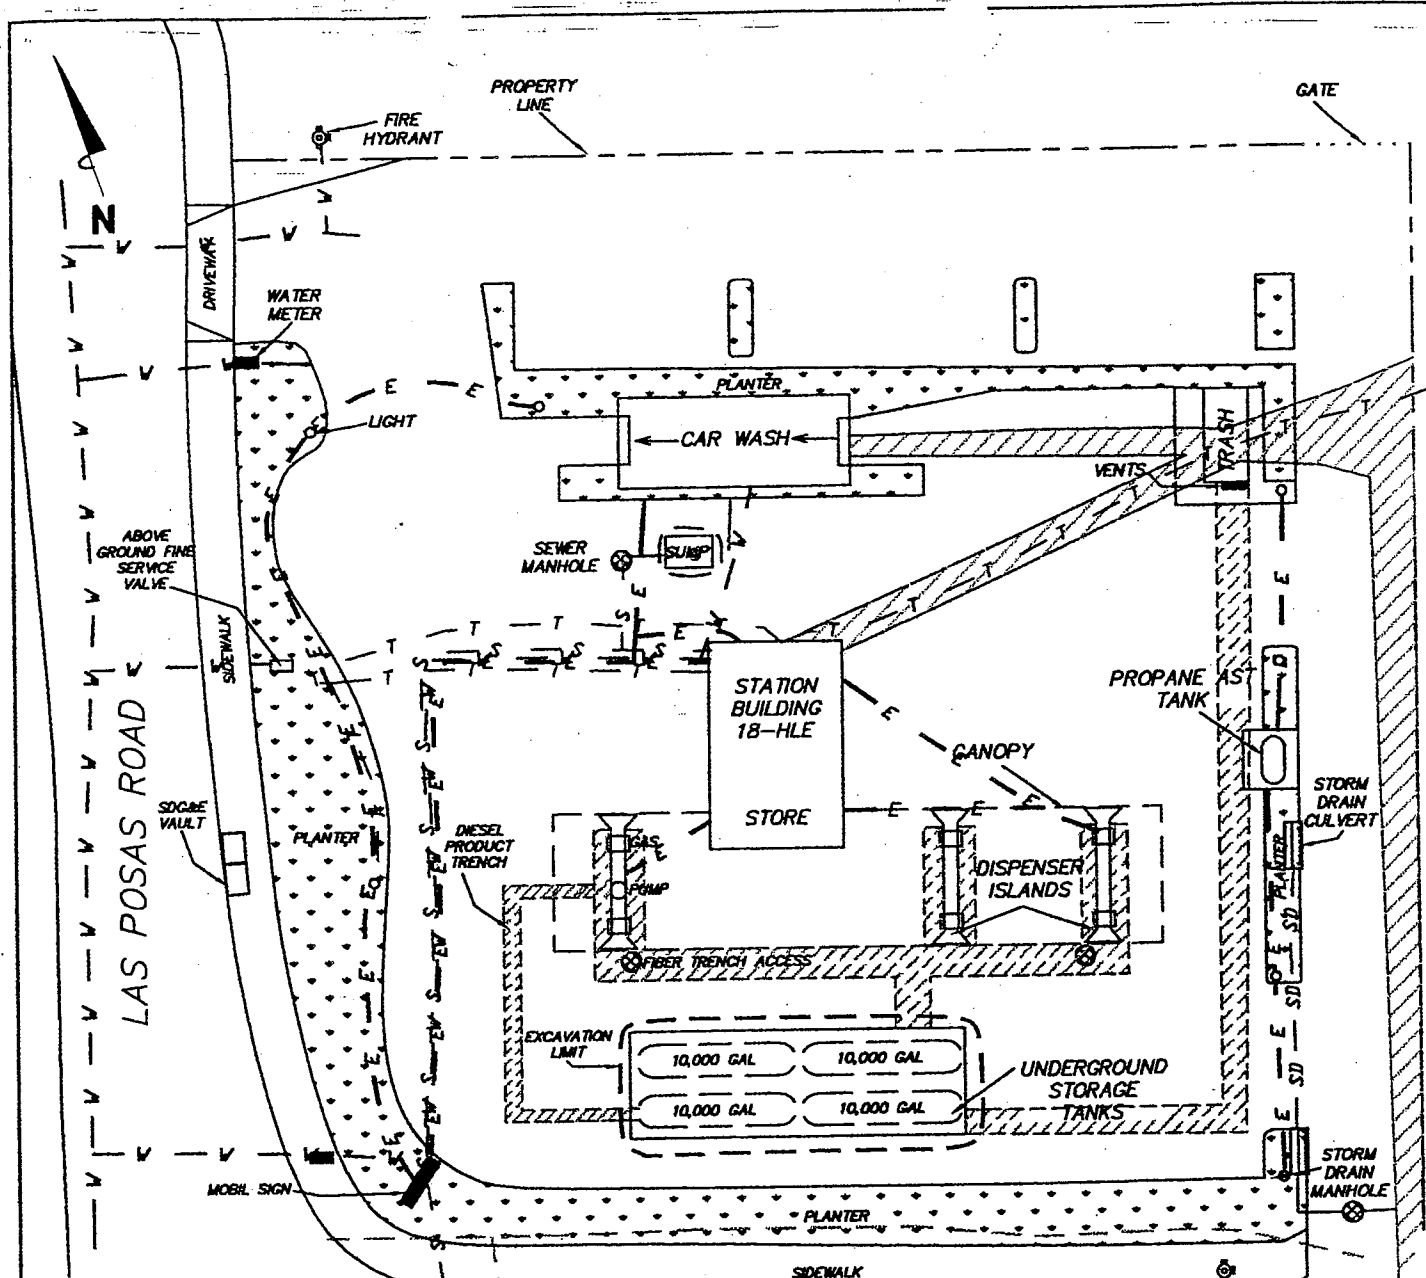 PROPERTY
LINE
GATE
FIRE
HYDRANT
N
DRIVEWAY
WATER
METER
PLANTER
LIGHT
CAR WASH
TRASH
VENTS
ABOVE
GROUND FINE
SERVICE
VALVE
SEWER
MANHOLE
SUMP
SIDEWALK
STATION
BUILDING
18-HLE
STORE
PROPANE AST
TANK
CANOPY
LAS POSAS ROAD
SDG&E
VAULT
PLANTER
DIESEL
PRODUCT
TRENCH
GAS
PUMP
DISPENSER
ISLANDS
STORM
DRAIN
CULVERT
PLANTER
FIBER TRENCH ACCESS
EXCAVATION
LIMIT
10,000 GAL
10,000 GAL
10,000 GAL
10,000 GAL
UNDERGROUND
STORAGE
TANKS
MOBIL SIGN
STORM
DRAIN
MANHOLE
PLANTER
SIDEWALK